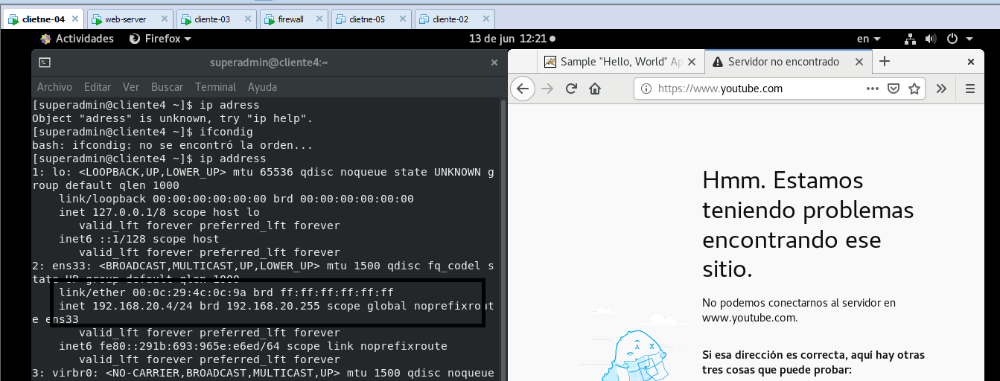 clietne-04 web-server cliente-03 firewall clietne-05 cliente-02
Actividades Firefox 13 de jun 12:21 en
superadmin@cliente4:~
Archivo Editar Ver Buscar Terminal Ayuda
[superadmin@cliente4 ~]$ ip adress
Object "adress" is unknown, try "ip help".
[superadmin@cliente4 ~]$ ifcondig
bash: ifcondig: no se encontró la orden...
[superadmin@cliente4 ~]$ ip address
1: lo: <LOOPBACK,UP,LOWER_UP> mtu 65536 qdisc noqueue state UNKNOWN g
roup default qlen 1000
link/loopback 00:00:00:00:00:00 brd 00:00:00:00:00:00
inet 127.0.0.1/8 scope host lo
valid_lft forever preferred_lft forever
inet6 ::1/128 scope host
valid_lft forever preferred_lft forever
2: ens33: <BROADCAST,MULTICAST,UP,LOWER_UP> mtu 1500 qdisc fq_codel s
tate UP group default qlen 1000
link/ether 00:0c:29:4c:0c:9a brd ff:ff:ff:ff:ff:ff
inet 192.168.20.4/24 brd 192.168.20.255 scope global noprefixrout
e ens33
valid_lft forever preferred_lft forever
inet6 fe80::291b:693:965e:e6ed/64 scope link noprefixroute
valid_lft forever preferred_lft forever
3: virbr0: <NO-CARRIER,BROADCAST,MULTICAST,UP> mtu 1500 qdisc noqueue
Sample "Hello, World" Ap Servidor no encontrado
https://www.youtube.com
Hmm. Estamos
teniendo problemas
encontrando ese
sitio.
No podemos conectarnos al servidor en
www.youtube.com.
Si esa dirección es correcta, aquí hay otras
tres cosas que puede probar: